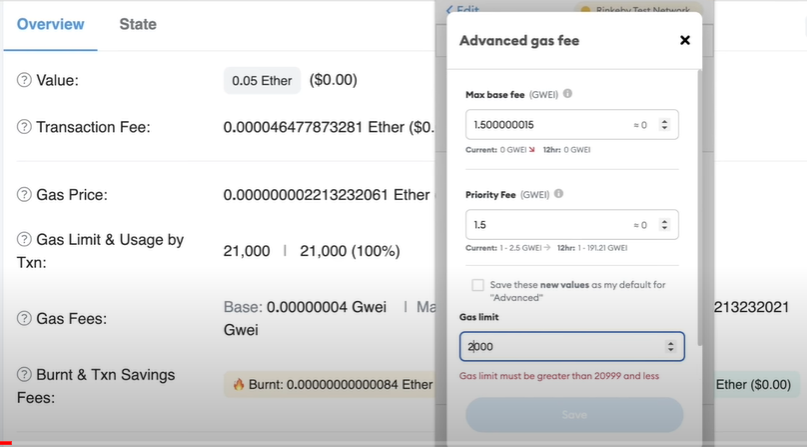 Overview State
Value: 0.05 Ether ($0.00)
Transaction Fee: 0.000046477873281 Ether ($0.
Gas Price: 0.000000002213232061 Ether
Gas Limit & Usage by
Txn: 21,000 | 21,000 (100%)
Gas Fees: Base: 0.00000004 Gwei | Ma
Gwei
213232021
Burnt & Txn Savings
Fees: Burnt: 0.00000000000084 Ether
Ether ($0.00)
Edit Rinkeby Test Network
Advanced gas fee
Max base fee (GWEI)
1.500000015 ≈ 0
Current: 0 GWEI 12hr: 0 GWEI
Priority Fee (GWEI)
1.5 ≈ 0
Current: 1 - 2.5 GWEI 12hr: 1 - 191.21 GWEI
Save these new values as my default for
"Advanced"
Gas limit
2000
Gas limit must be greater than 20999 and less
Save